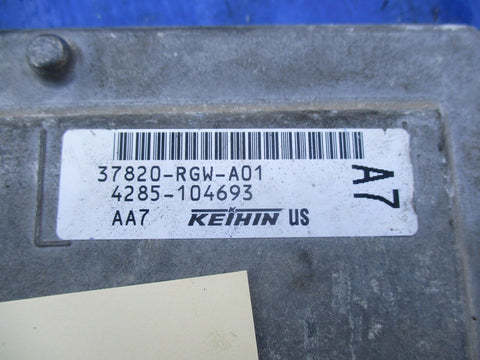 37820-RGW-A01
4285-104693
AA7 KEIHIN US
A7